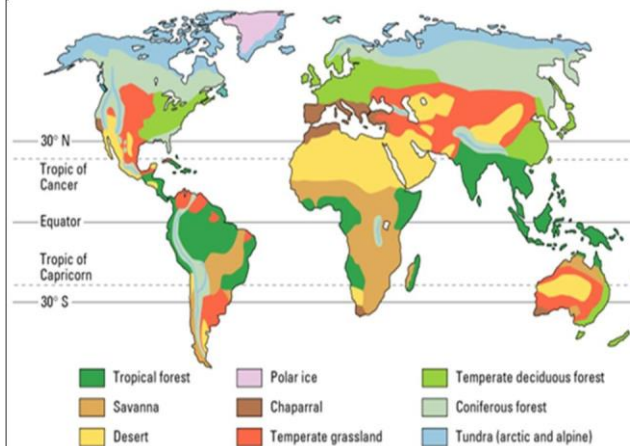 30° N
Tropic of
Cancer
Equator
Tropic of
Capricorn
30° S
Tropical forest
Polar ice
Temperate deciduous forest
Savanna
Chaparral
Coniferous forest
Desert
Temperate grassland
Tundra (arctic and alpine)